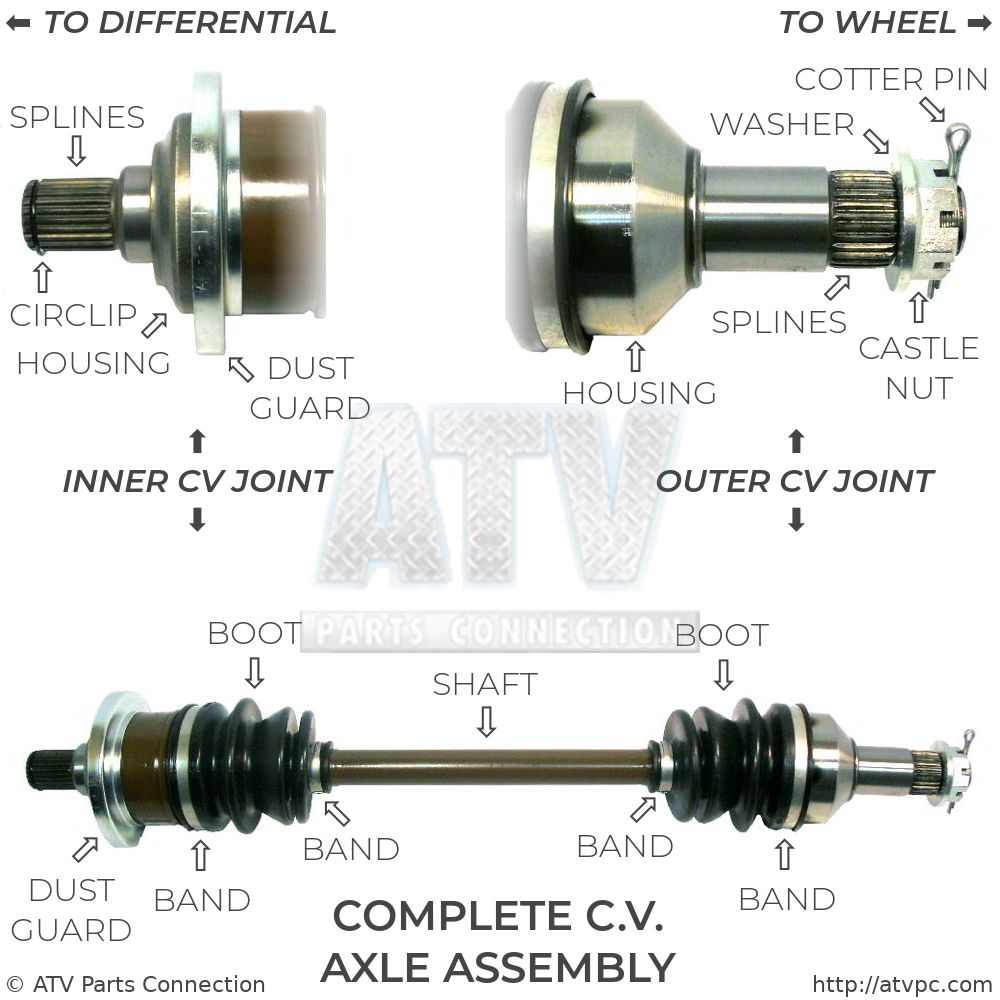 ⬅ TO DIFFERENTIAL
TO WHEEL ➡
COTTER PIN
SPLINES
WASHER
CIRCLIP
HOUSING
DUST
GUARD
SPLINES
CASTLE
NUT
HOUSING
INNER CV JOINT
OUTER CV JOINT
ATV
PARTS CONNECTION
BOOT
BOOT
SHAFT
BAND
BAND
DUST
GUARD
BAND
BAND
COMPLETE C.V.
AXLE ASSEMBLY
© ATV Parts Connection
http://atvpc.com